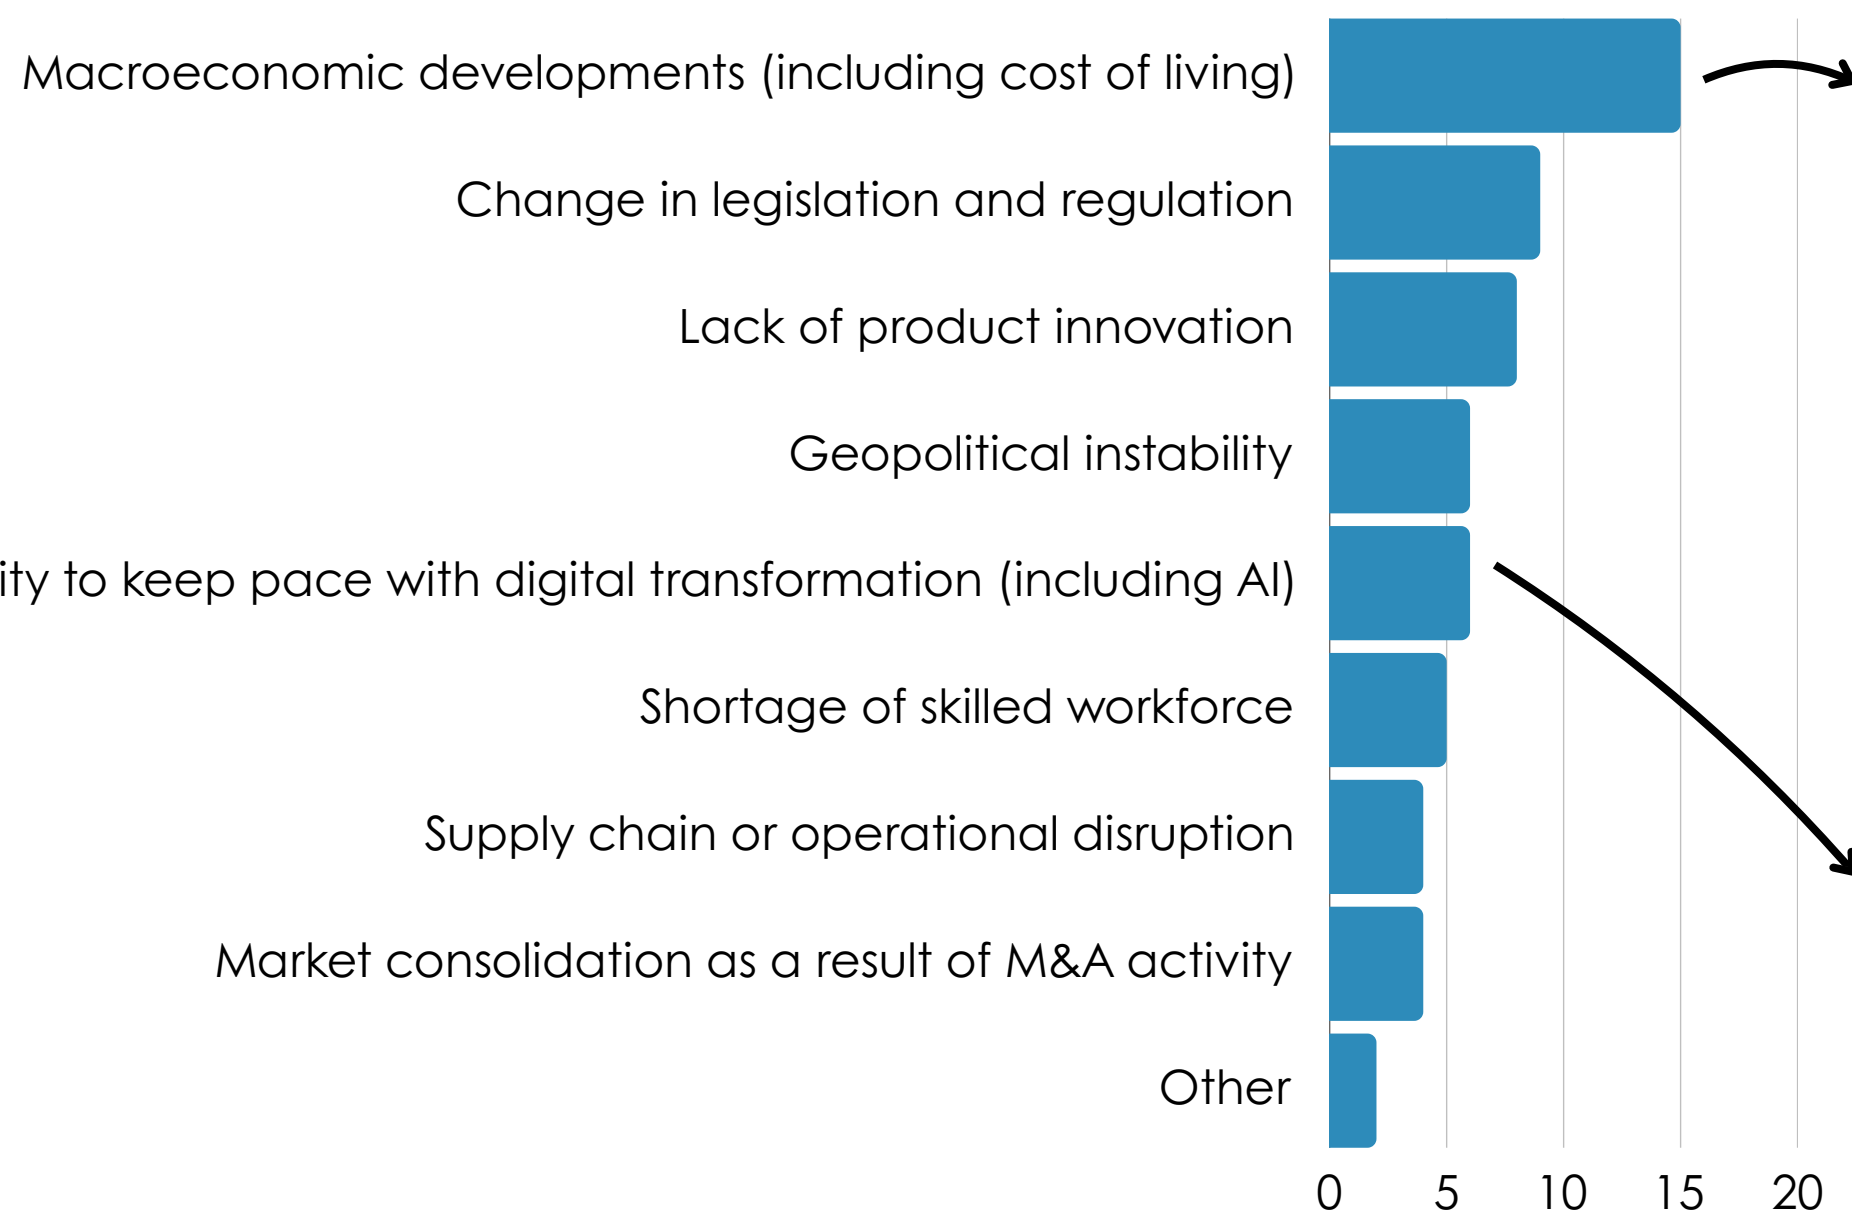 Macroeconomic developments (including cost of living)
Change in legislation and regulation
Lack of product innovation
Geopolitical instability
to keep pace with digital transformation (including AI)
Shortage of skilled workforce
Supply chain or operational disruption
Market consolidation as a result of M&A activity
Other
0 5 10 15 20